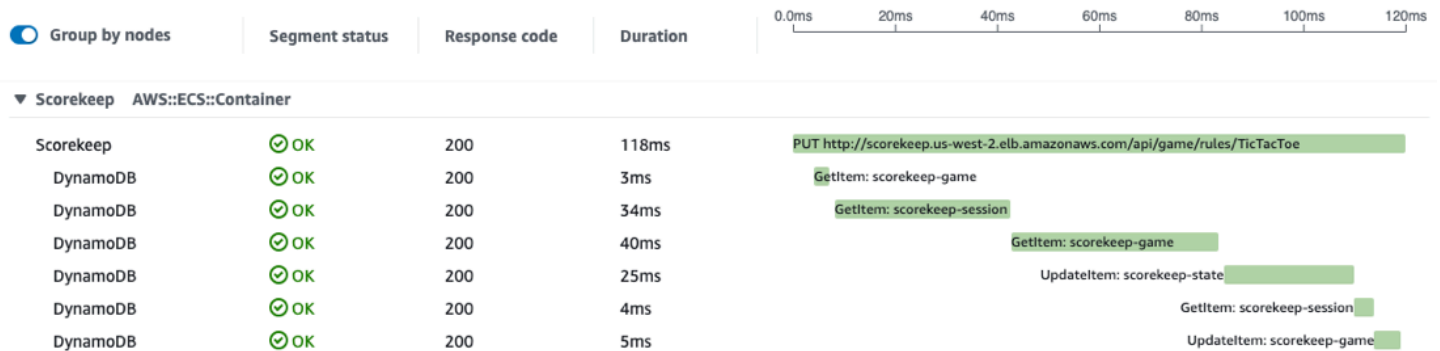 0.0ms 20ms 40ms 60ms 80ms 100ms 120ms
Group by nodes Segment status Response code Duration
▼ Scorekeep AWS::ECS::Container
Scorekeep OK 200 118ms PUT http://scorekeep.us-west-2.elb.amazonaws.com/api/game/rules/TicTacToe
DynamoDB OK 200 3ms GetItem: scorekeep-game
DynamoDB OK 200 34ms GetItem: scorekeep-session
DynamoDB OK 200 40ms GetItem: scorekeep-game
DynamoDB OK 200 25ms UpdateItem: scorekeep-state
DynamoDB OK 200 4ms GetItem: scorekeep-session
DynamoDB OK 200 5ms UpdateItem: scorekeep-game